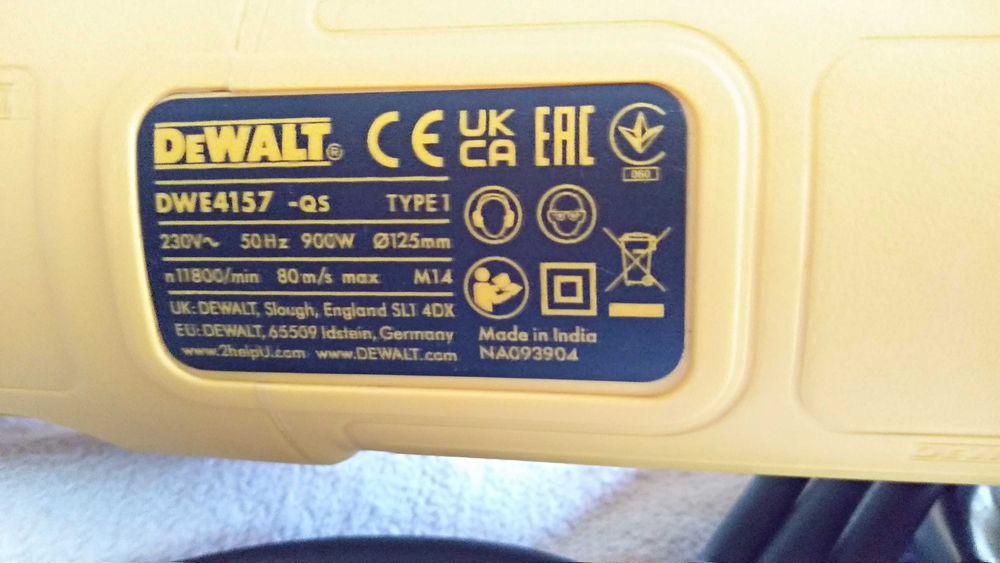 DEWALT® CE UK CA EAC
060
DWE4157 -QS TYPE 1
230V~ 50Hz 900W Ø125mm
n11800/min 80m/s max M14
UK: DEWALT, Slough, England SL1 4DX
EU: DEWALT, 65509 Idstein, Germany
www.2helpU.com www.DEWALT.com
Made in India
NA093904